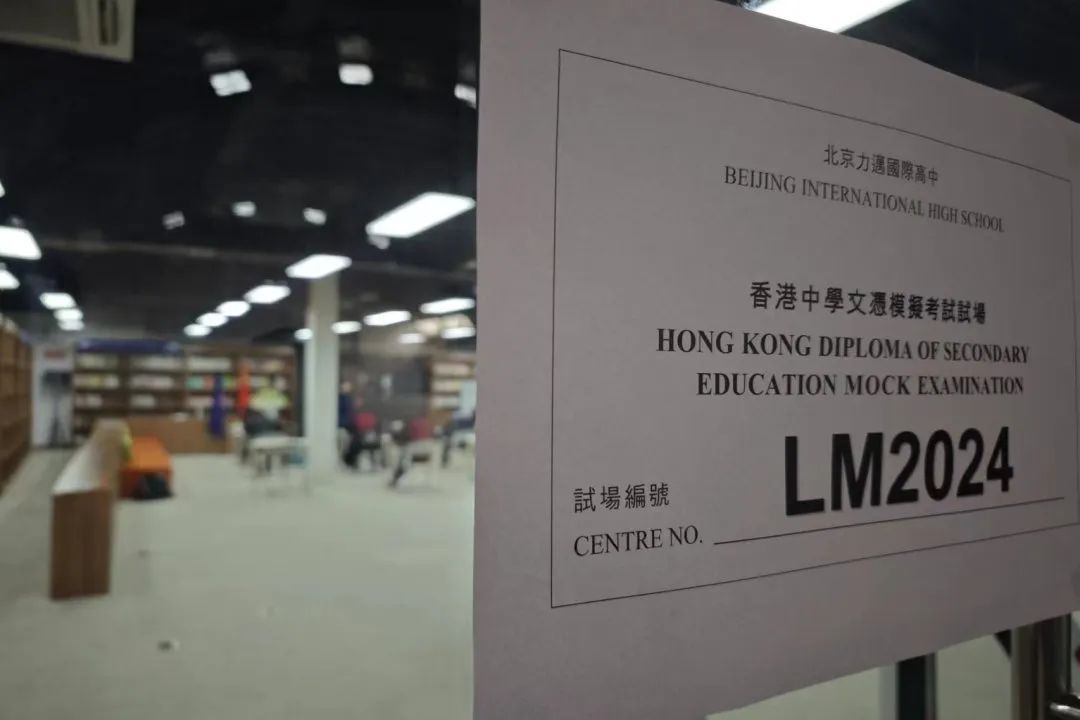 北京力邁國際高中
BEIJING INTERNATIONAL HIGH SCHOOL
香港中學文憑模擬考試試場
HONG KONG DIPLOMA OF SECONDARY
EDUCATION MOCK EXAMINATION
LM2024
試場編號
CENTRE NO.